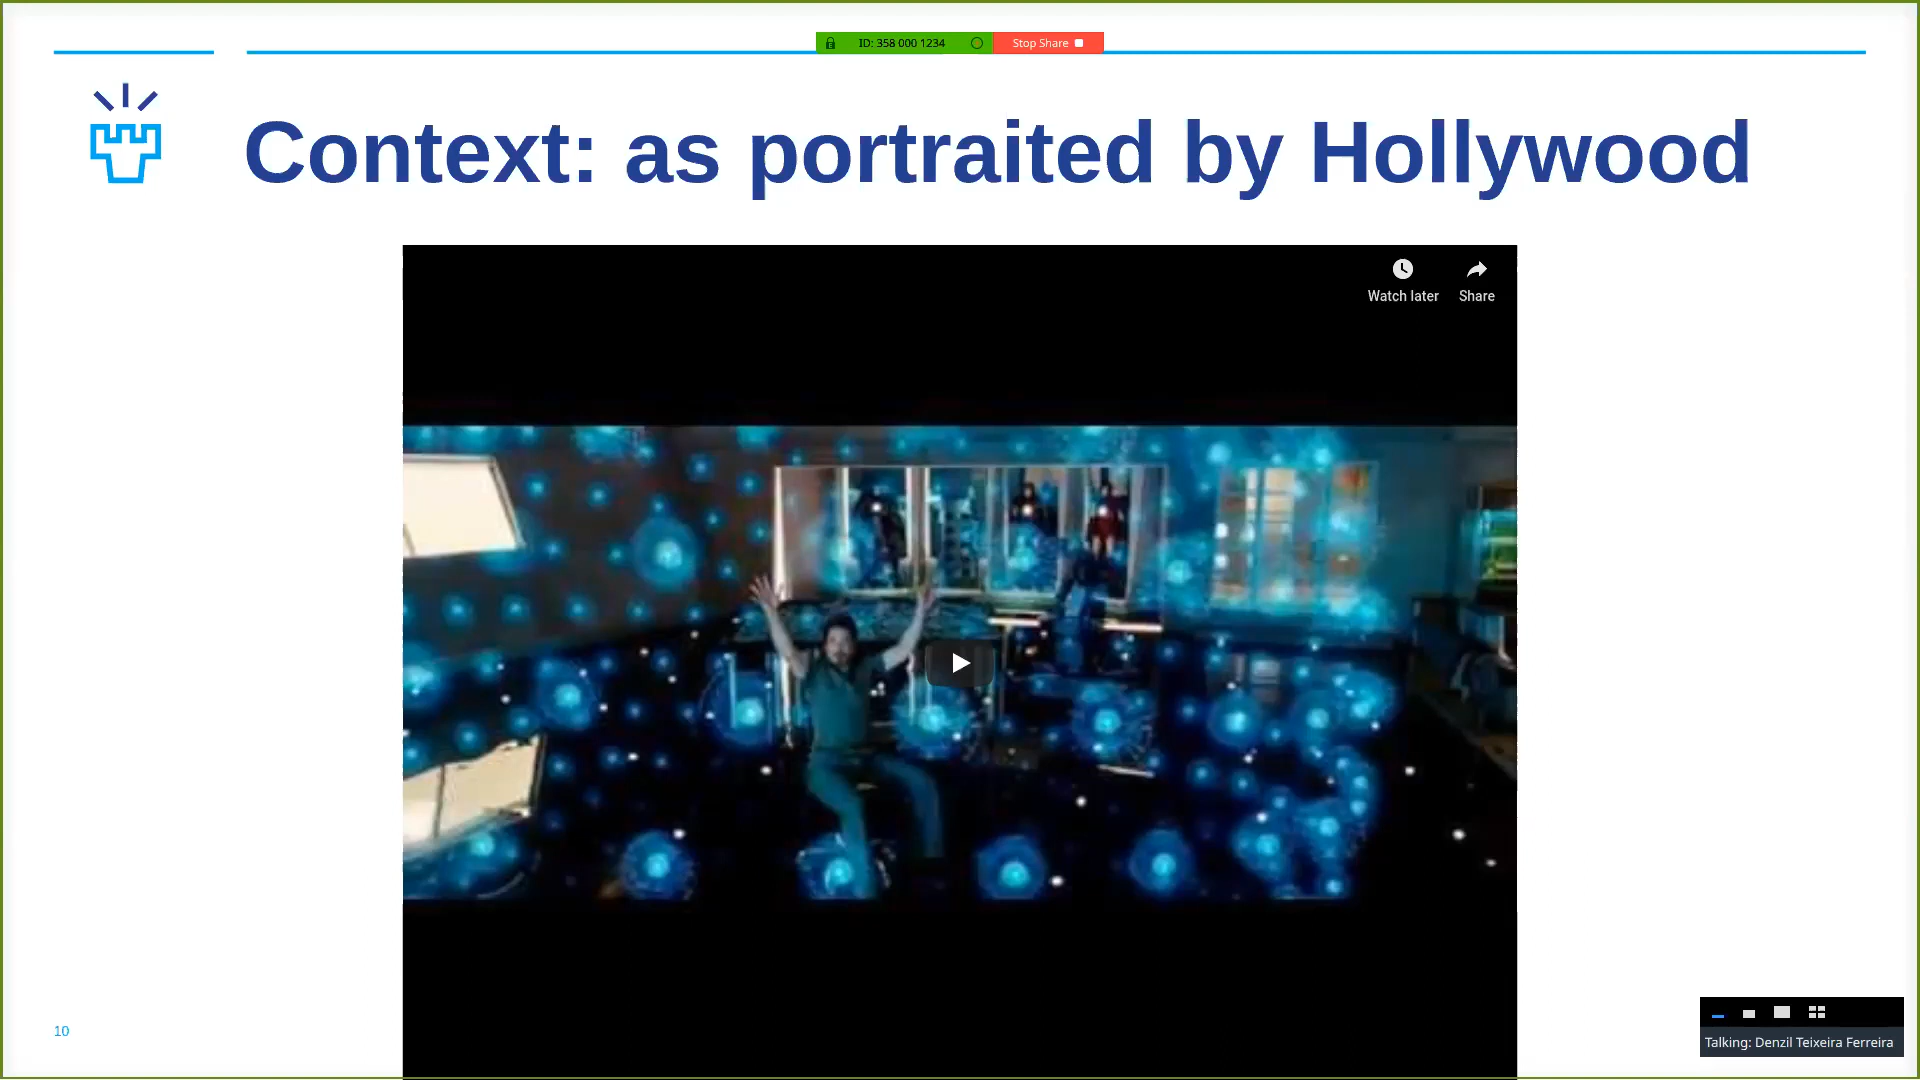 ID: 358 000 1234
Stop Share
Context: as portraited by Hollywood
Watch later
Share
10
Talking: Denzil Teixeira Ferreira